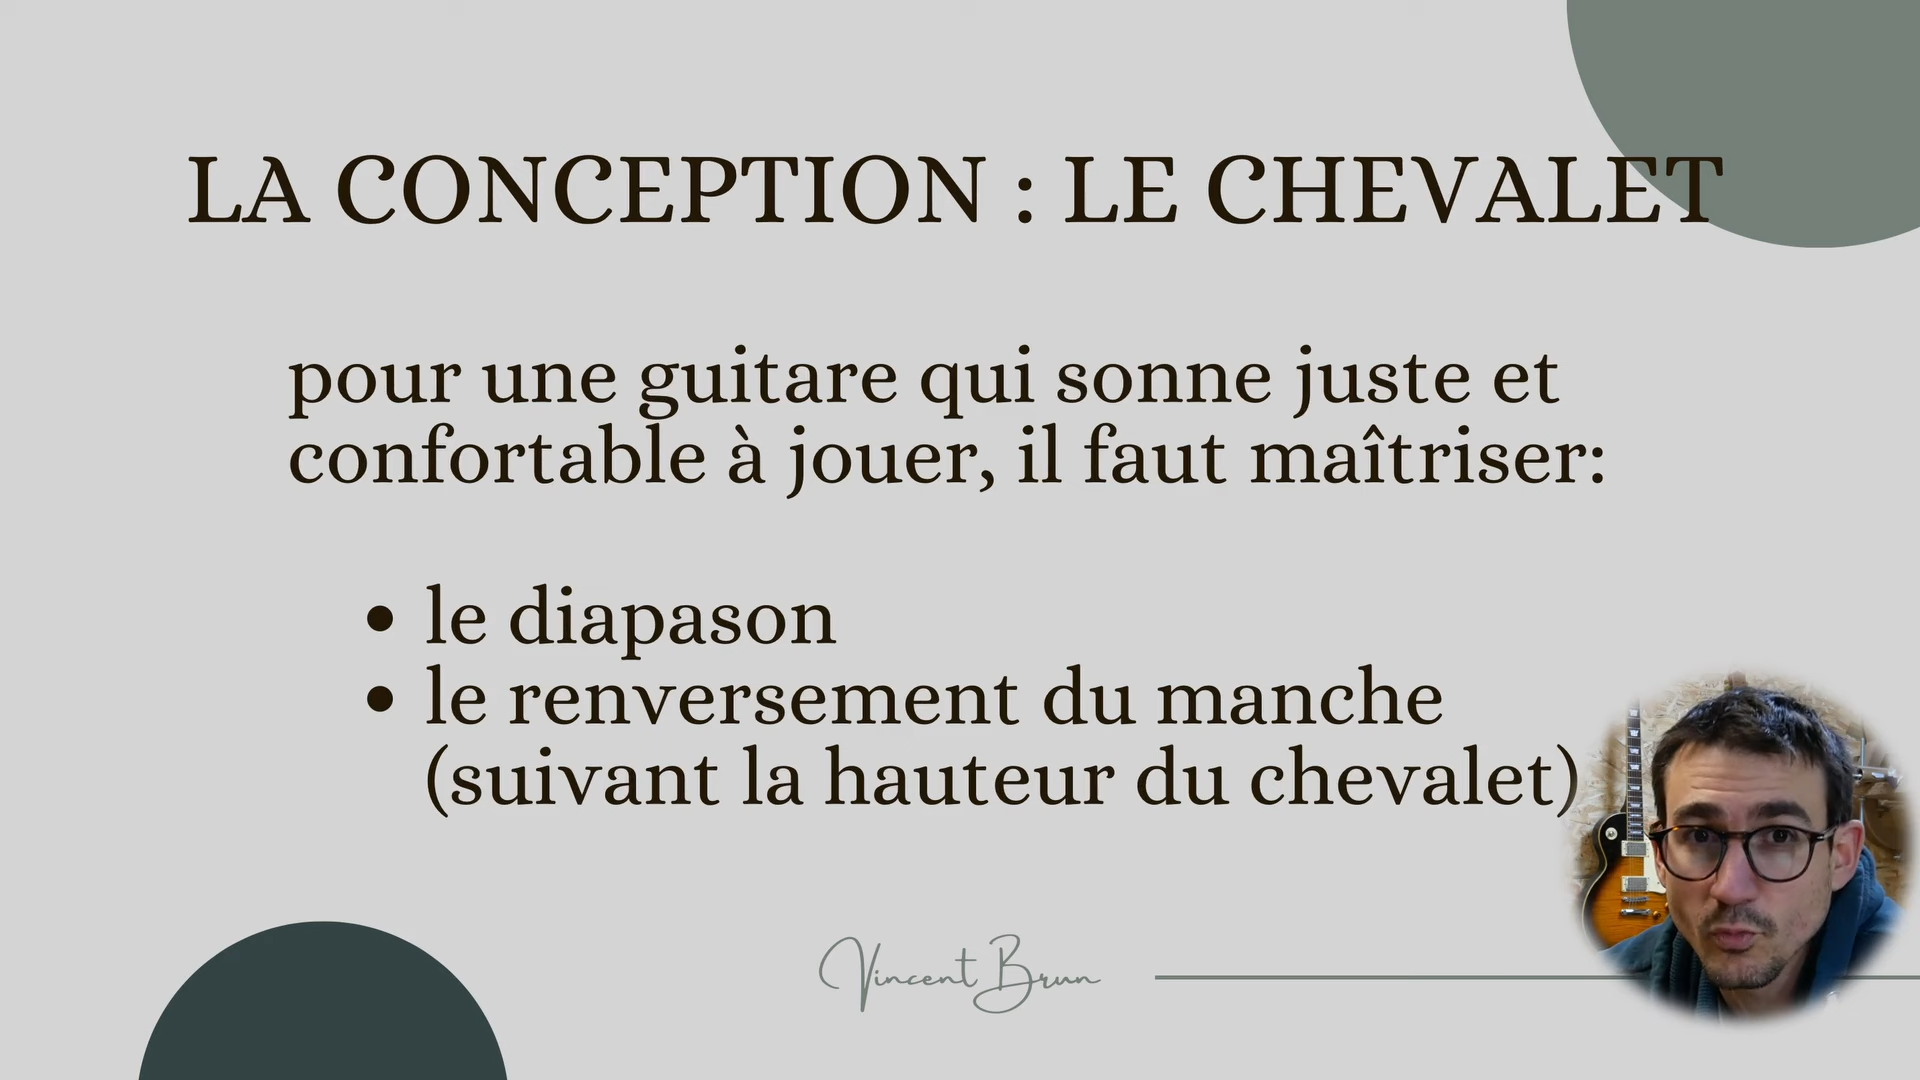 LA CONCEPTION : LE CHEVALET
pour une guitare qui sonne juste et
confortable à jouer, il faut maîtriser:
• le diapason
• le renversement du manche
(suivant la hauteur du chevalet)
Vincent Brun